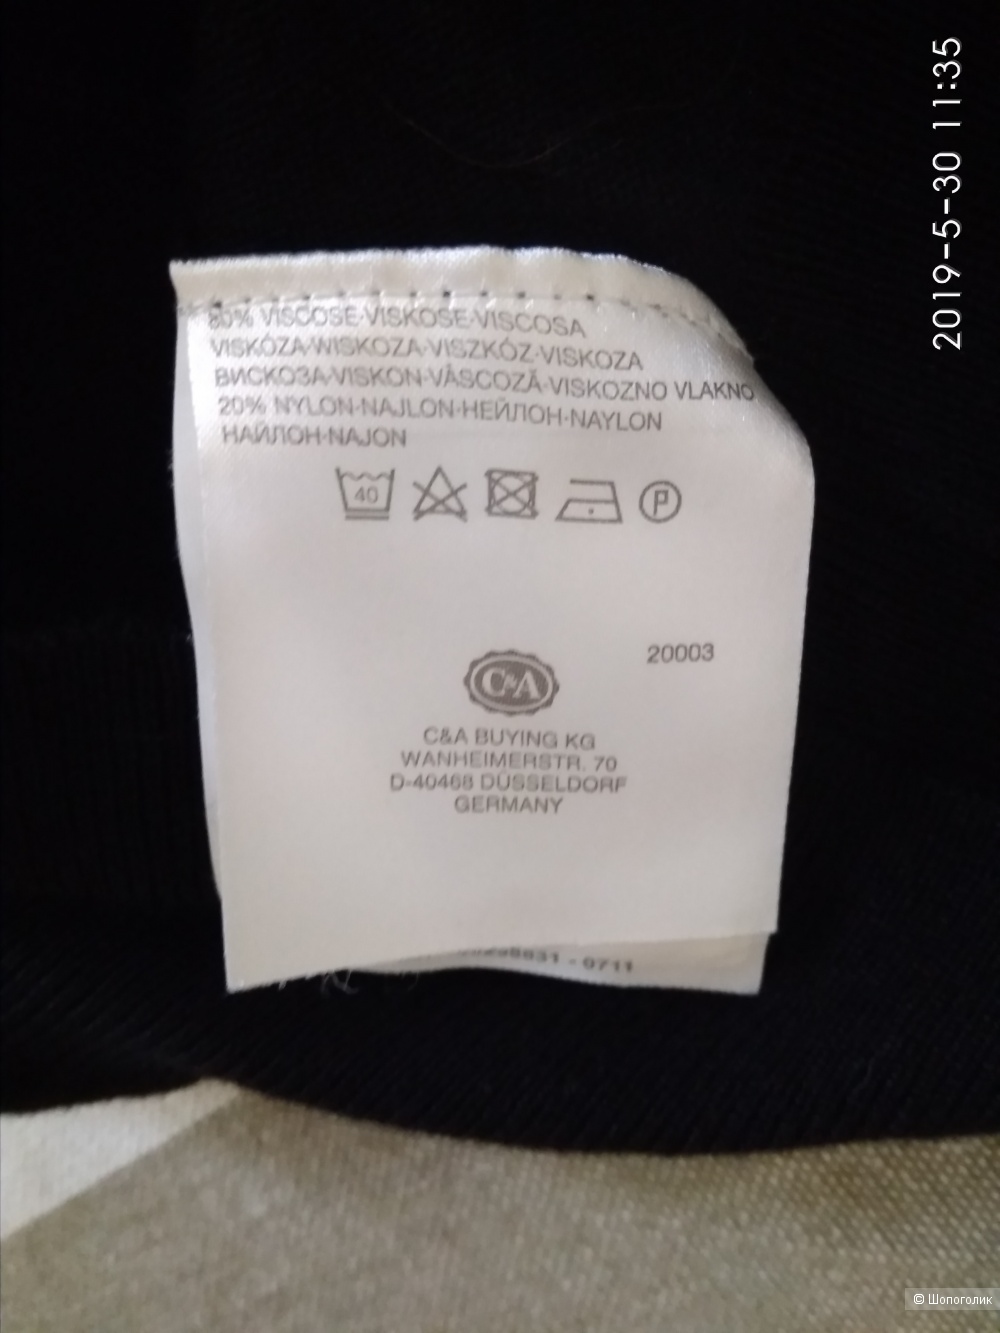 2019-5-30 11:35
80% VISCOSE·VISKOSE·VISCOSA
VISKÓZA·WISKOZA·VISZKÓZ·VISKOZA
ВИСКОЗА·VISKON·VÂSCOZĂ·VISKOZNO VLAKNO
20% NYLON·NAJLON·НЕЙЛОН·NAYLON
НАЙЛОН·NAJON
40
P
20003
C&A
C&A BUYING KG
WANHEIMERSTR. 70
D-40468 DÜSSELDORF
GERMANY
- 0711
© Шопоголик